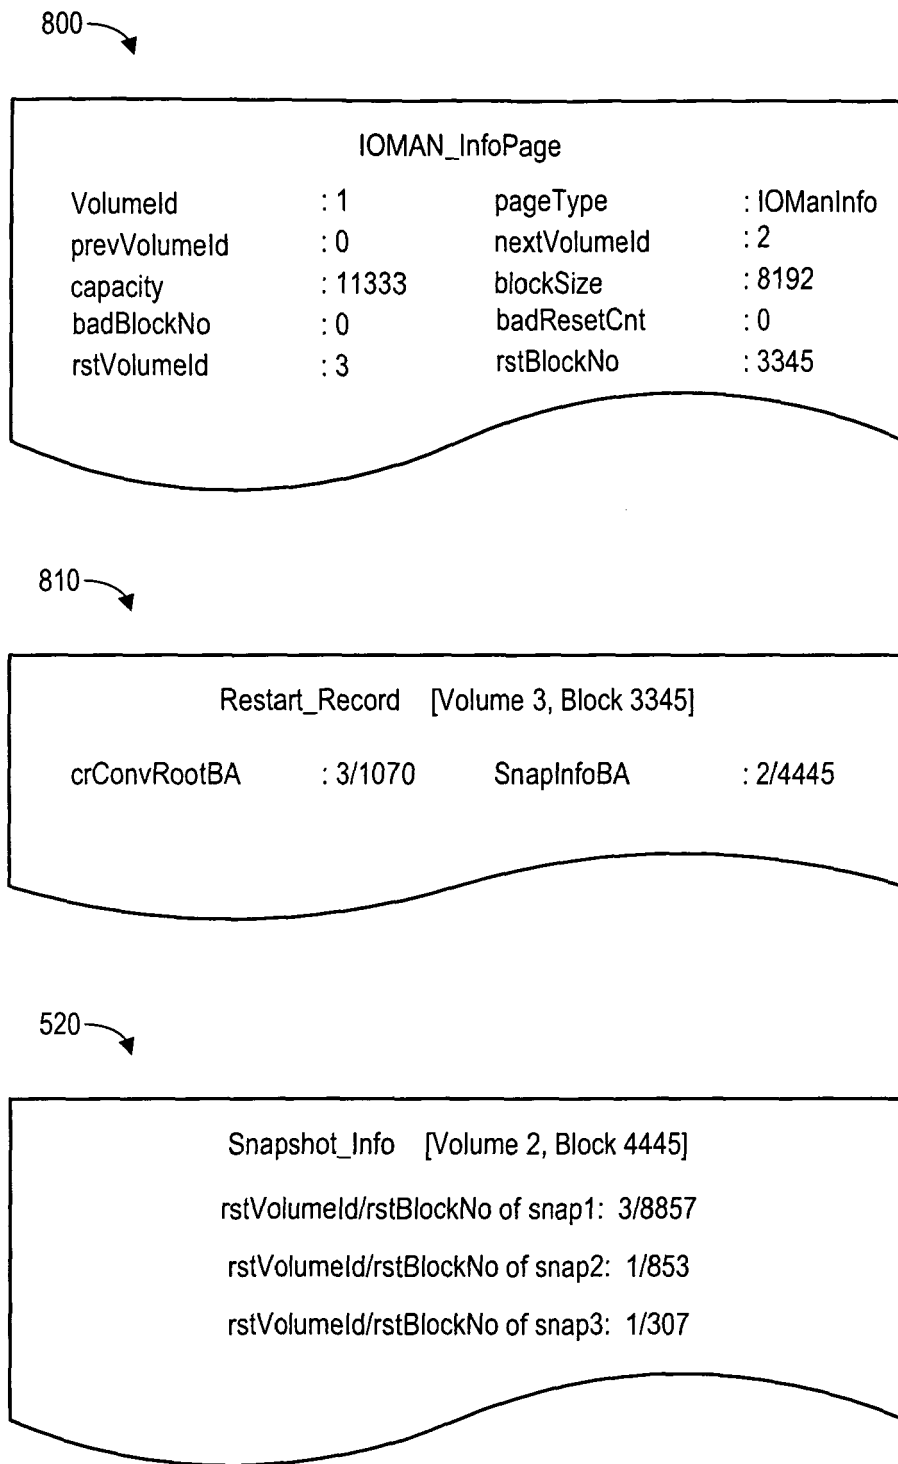 800
IOMAN_InfoPage
VolumeId : 1 pageType : IOManInfo
prevVolumeId : 0 nextVolumeId : 2
capacity : 11333 blockSize : 8192
badBlockNo : 0 badResetCnt : 0
rstVolumeId : 3 rstBlockNo : 3345
810
Restart_Record [Volume 3, Block 3345]
crConvRootBA : 3/1070 SnapInfoBA : 2/4445
520
Snapshot_Info [Volume 2, Block 4445]
rstVolumeId/rstBlockNo of snap1: 3/8857
rstVolumeId/rstBlockNo of snap2: 1/853
rstVolumeId/rstBlockNo of snap3: 1/307